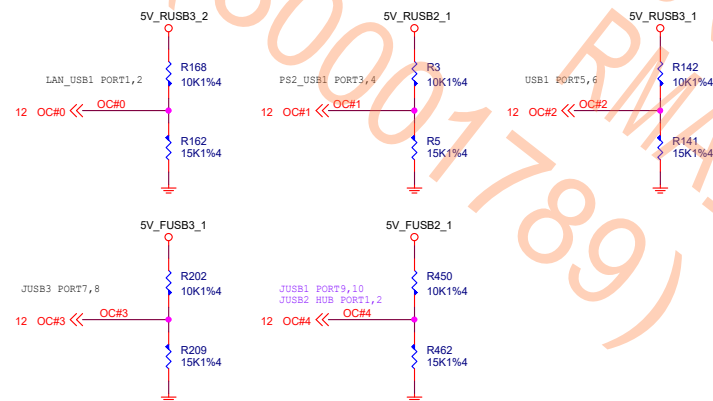 5V_RUSB3_2
R168
10K1%4
LAN_USB1 PORT1,2
12 OC#0
OC#0
R162
15K1%4
5V_RUSB2_1
R3
10K1%4
PS2_USB1 PORT3,4
12 OC#1
OC#1
R5
15K1%4
5V_RUSB3_1
R142
10K1%4
USB1 PORT5,6
12 OC#2
OC#2
R141
15K1%4
5V_FUSB3_1
R202
10K1%4
JUSB3 PORT7,8
12 OC#3
OC#3
R209
15K1%4
5V_FUSB2_1
R450
10K1%4
JUSB1 PORT9,10
JUSB2 HUB PORT1,2
12 OC#4
OC#4
R462
15K1%4